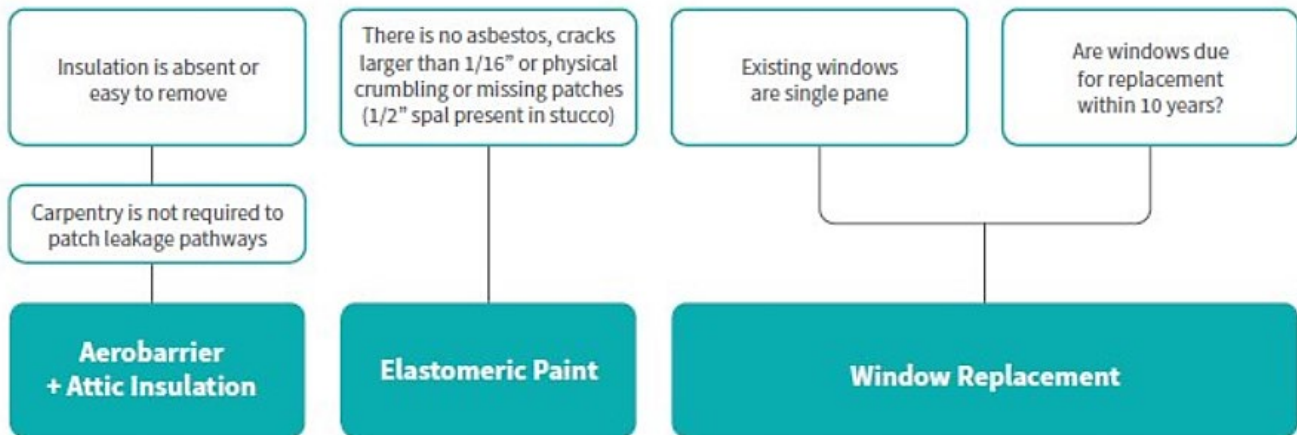 Insulation is absent or
easy to remove
There is no asbestos, cracks
larger than 1/16” or physical
crumbling or missing patches
(1/2” spal present in stucco)
Existing windows
are single pane
Are windows due
for replacement
within 10 years?
Carpentry is not required to
patch leakage pathways
Aerobarrier
+ Attic Insulation
Elastomeric Paint
Window Replacement